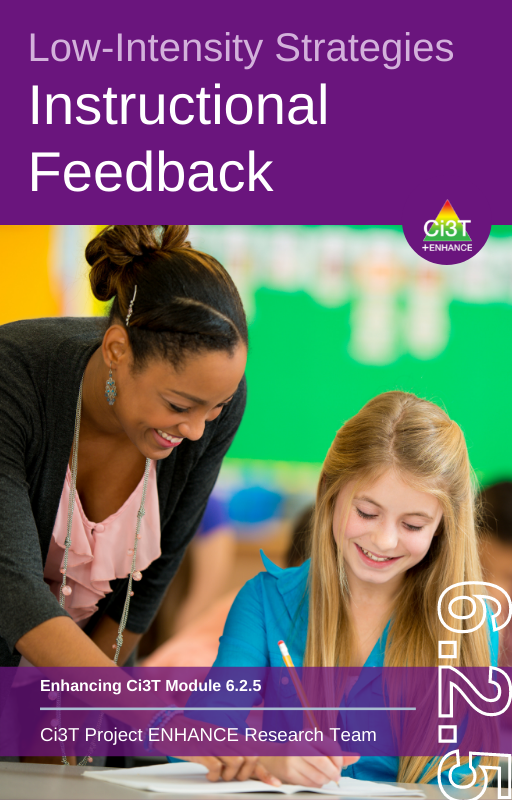 Low-Intensity Strategies
Instructional
Feedback
Ci3T
+ENHANCE
Enhancing Ci3T Module 6.2.5
Ci3T Project ENHANCE Research Team
6.2.5